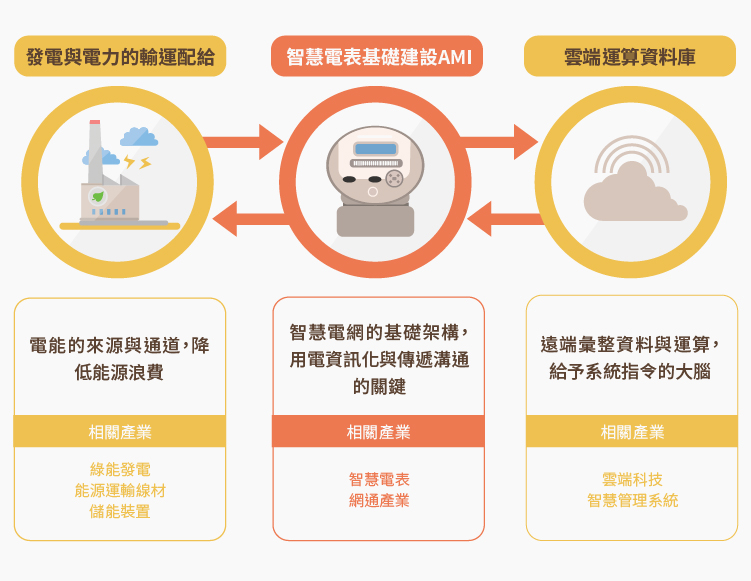 發電與電力的輸運配給
智慧電表基礎建設AMI
雲端運算資料庫
電能的來源與通道，降
低能源浪費
相關產業
綠能發電
能源運輸線材
儲能裝置
智慧電網的基礎架構，
用電資訊化與傳遞溝通
的關鍵
相關產業
智慧電表
網通產業
遠端彙整資料與運算，
給予系統指令的大腦
相關產業
雲端科技
智慧管理系統